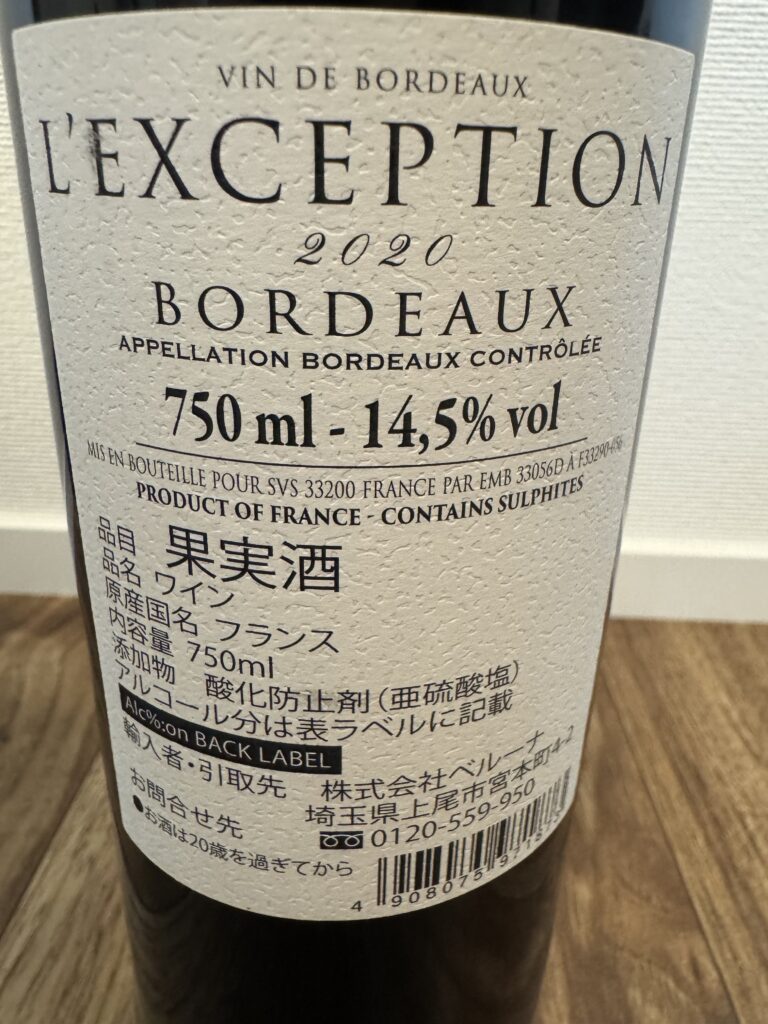 VIN DE BORDEAUX
L'EXCEPTION
2020
BORDEAUX
APPELLATION BORDEAUX CONTRÔLÉE
750 ml - 14,5% vol
MIS EN BOUTEILLE POUR SVS 33200 FRANCE PAR EMB 33056D À F33290
PRODUCT OF FRANCE - CONTAINS SULPHITES
品目 果実酒
品名 ワイン
原産国名 フランス
内容量 750ml
添加物 酸化防止剤(亜硫酸塩)
アルコール分は表ラベルに記載
Alc%:on BACK LABEL
輸入者・引取先 株式会社ベルーナ
埼玉県上尾市宮本町4-2
お問合せ先 0120-559-950
●お酒は20歳を過ぎてから
4 908075